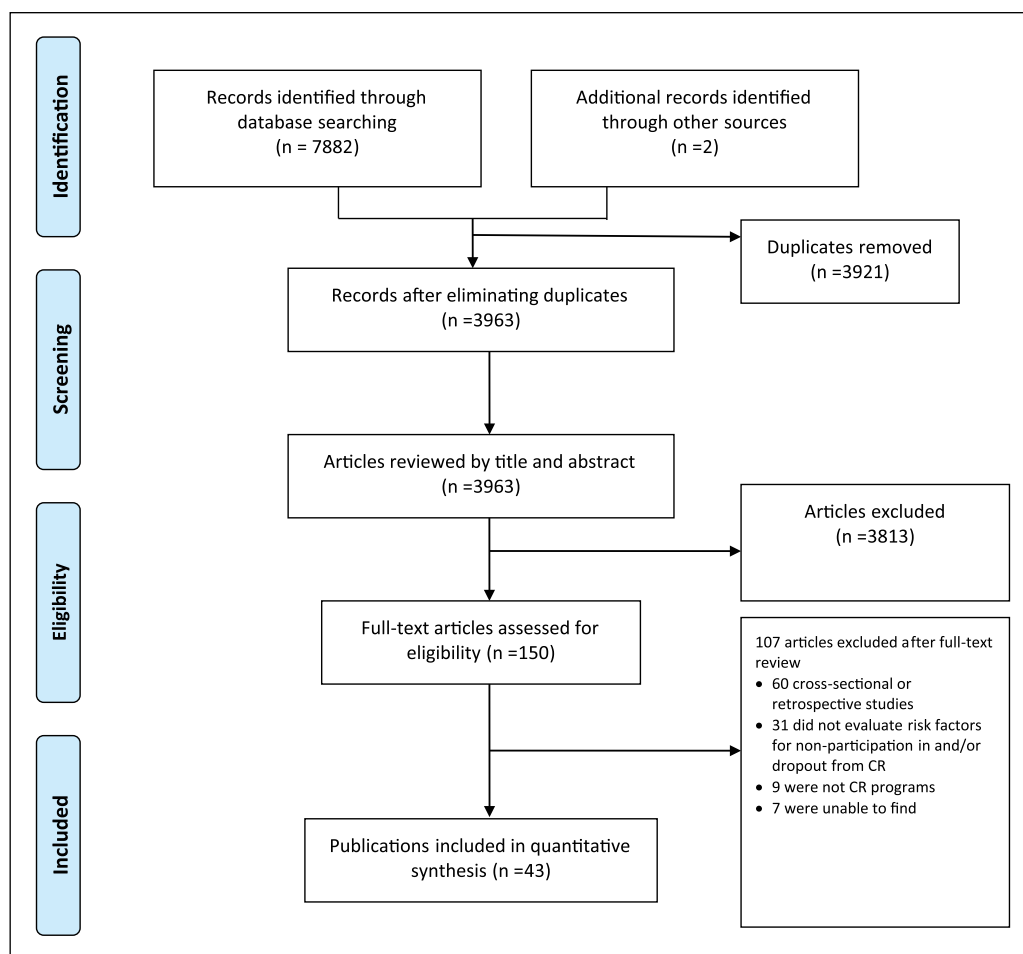 Identification
Records identified through
database searching
(n = 7882)
Additional records identified
through other sources
(n =2)
Duplicates removed
(n =3921)
Screening
Records after eliminating duplicates
(n =3963)
Articles reviewed by title and abstract
(n =3963)
Eligibility
Articles excluded
(n =3813)
Full-text articles assessed for
eligibility (n =150)
107 articles excluded after full-text
review
• 60 cross-sectional or
retrospective studies
• 31 did not evaluate risk factors
for non-participation in and/or
dropout from CR
• 9 were not CR programs
• 7 were unable to find
Included
Publications included in quantitative
synthesis (n =43)